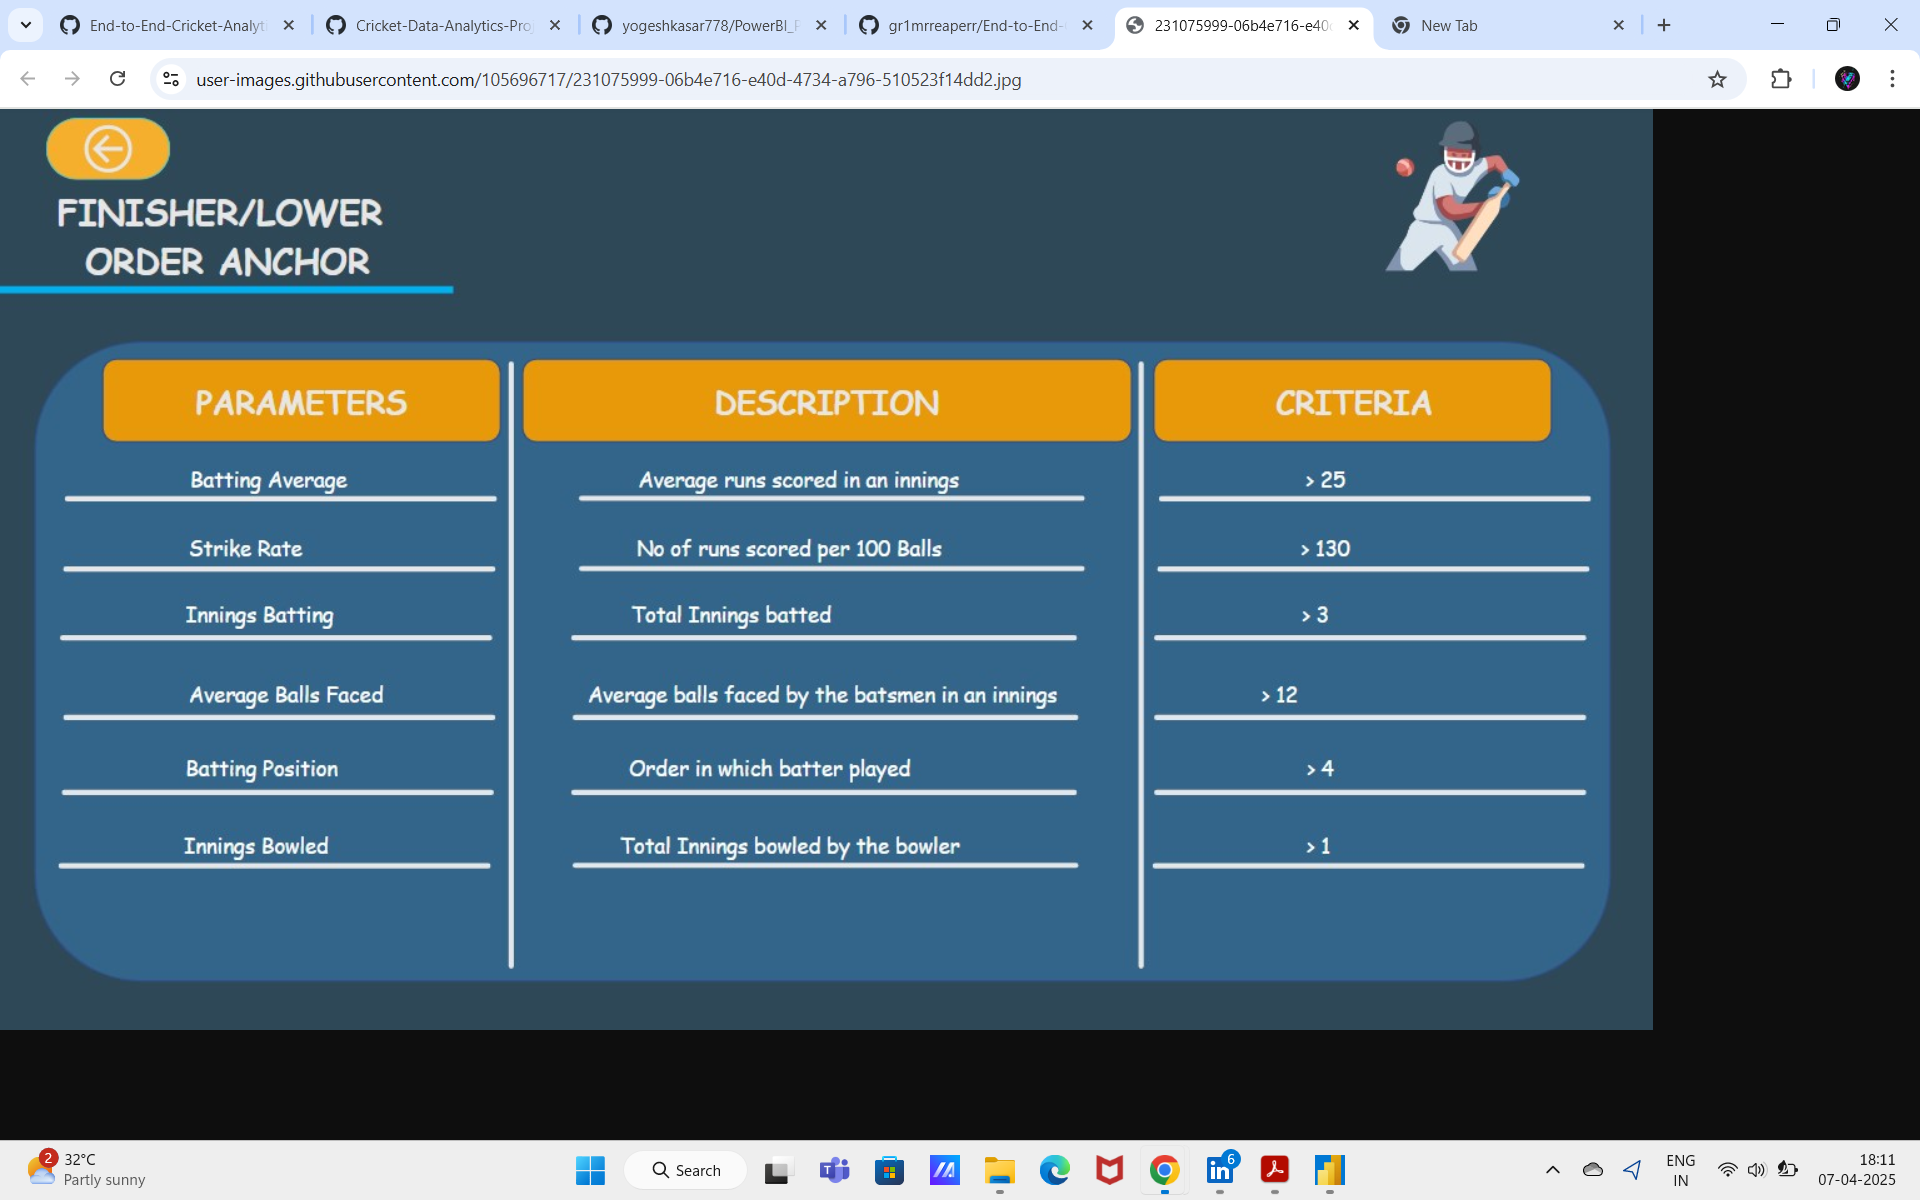 End-to-End-Cricket-Analyti
Cricket-Data-Analytics-Pro
yogeshkasar778/PowerBI_P
gr1mrreaperr/End-to-End-
231075999-06b4e716-e40d
New Tab
user-images.githubusercontent.com/105696717/231075999-06b4e716-e40d-4734-a796-510523f14dd2.jpg
FINISHER/LOWER
ORDER ANCHOR
PARAMETERS DESCRIPTION CRITERIA
Batting Average Average runs scored in an innings > 25
Strike Rate No of runs scored per 100 Balls > 130
Innings Batting Total Innings batted > 3
Average Balls Faced Average balls faced by the batsmen in an innings > 12
Batting Position Order in which batter played > 4
Innings Bowled Total Innings bowled by the bowler > 1
2
32°C
Partly sunny
Search
6
ENG
IN
18:11
07-04-2025